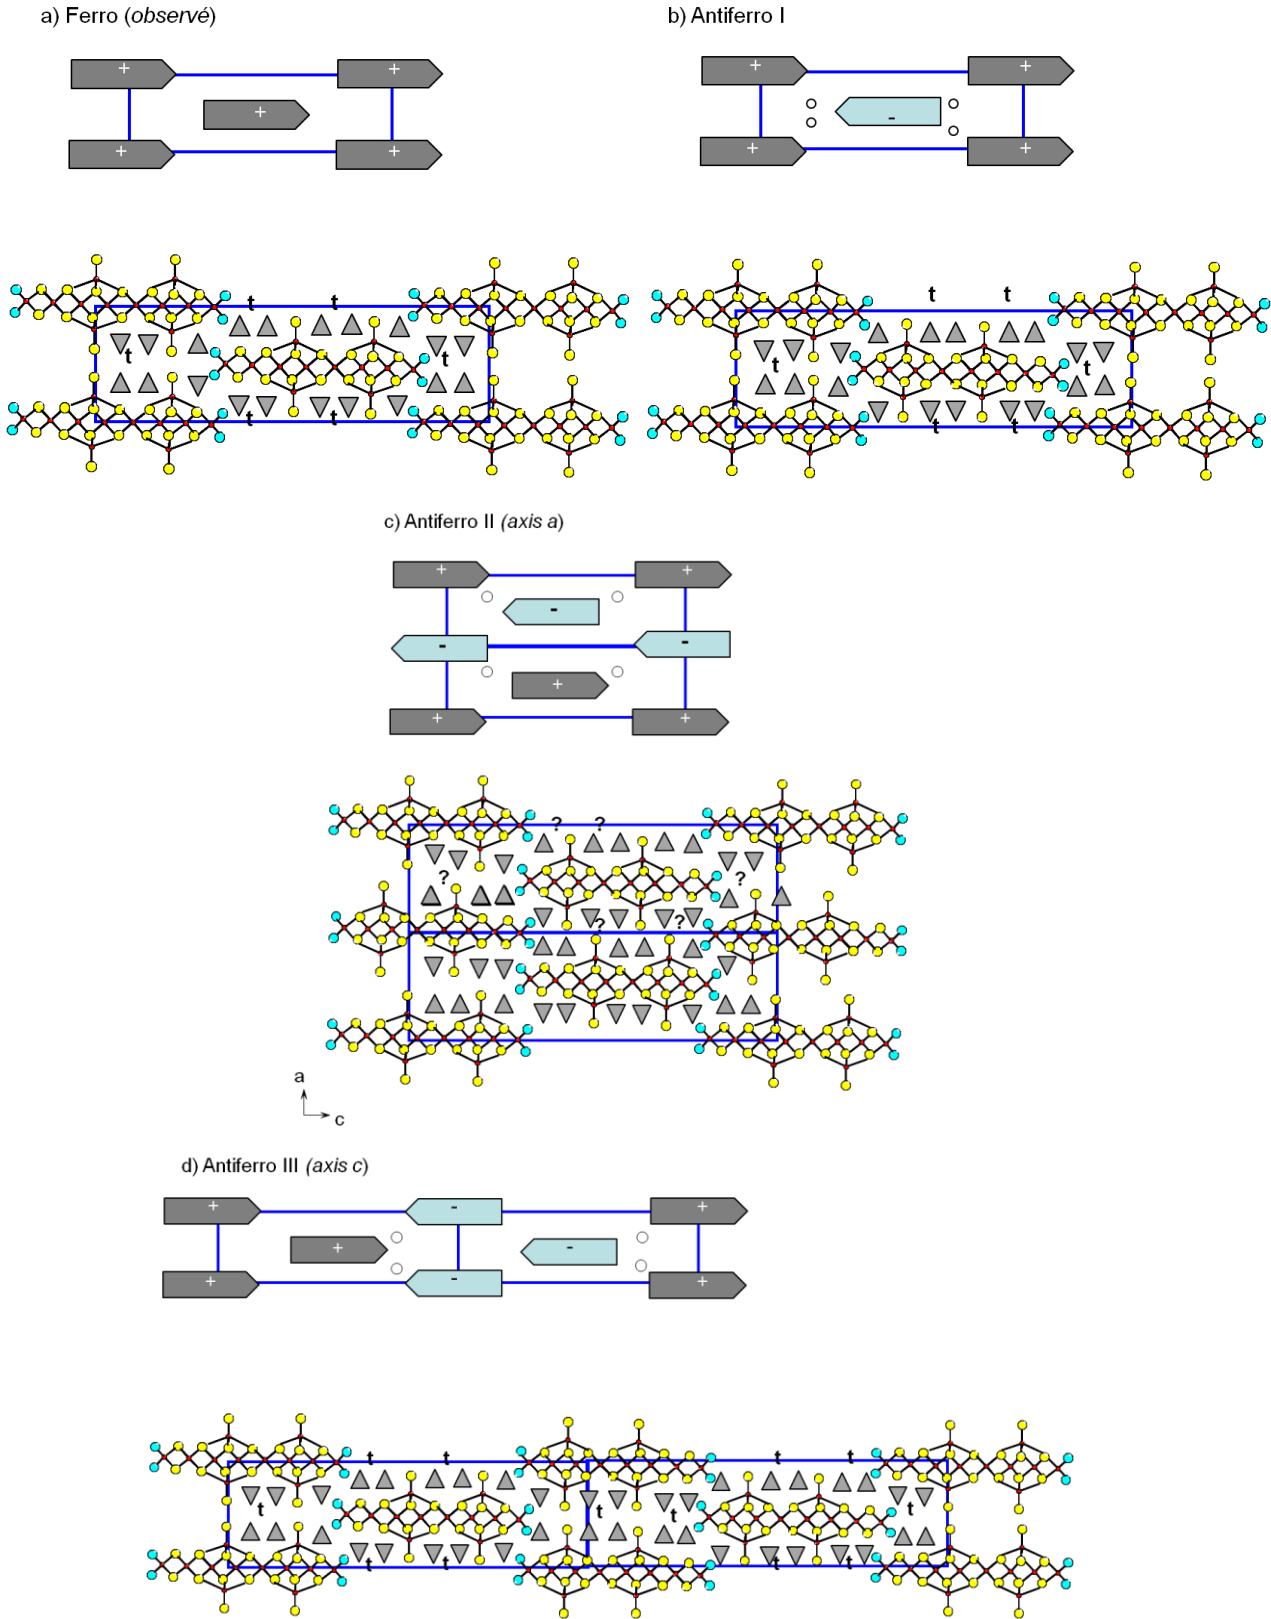 a) Ferro (observé)
b) Antiferro I
+ +
+
+ +
+ +
-
+ +
t t
t t
t t
t t
t t
t t
c) Antiferro II (axis a)
+ +
-
- -
+
+ +
? ?
? ?
? ?
a
c
d) Antiferro III (axis c)
+ - +
+ -
+ - +
t t t t
t t t t
t t t t